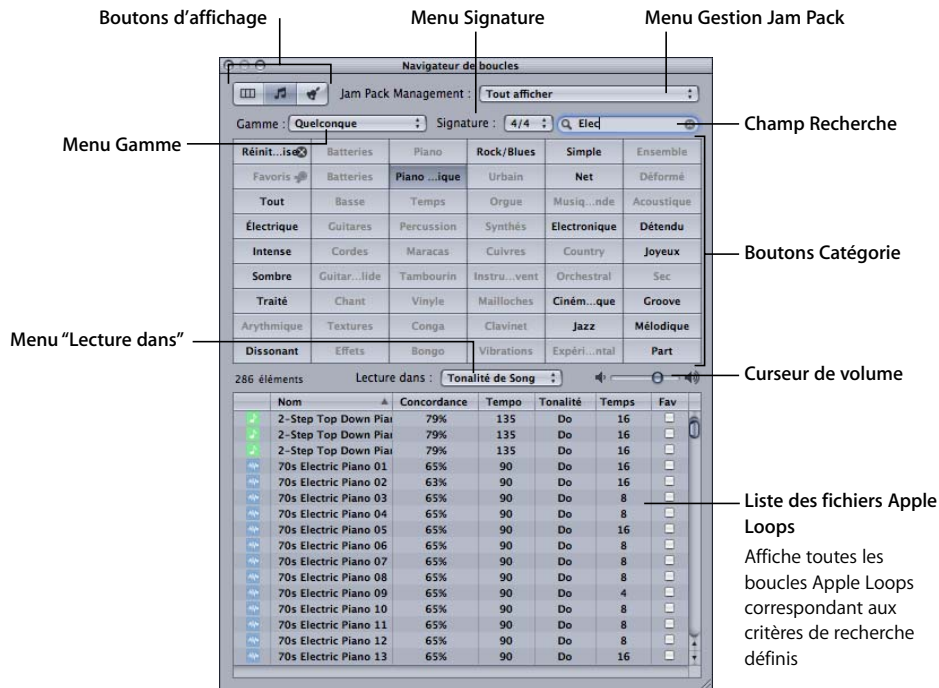 Boutons d’affichage
Menu Signature
Menu Gestion Jam Pack
Navigateur de boucles
Jam Pack Management : Tout afficher
Gamme : Quelconque Signature : 4/4 Elec
Champ Recherche
Menu Gamme
Réinit...ise Batteries Piano Rock/Blues Simple Ensemble
Favoris Batteries Piano ...ique Urbain Net Déformé
Tout Basse Temps Orgue Musiq...nde Acoustique
Électrique Guitares Percussion Synthés Electronique Détendu
Intense Cordes Maracas Cuivres Country Joyeux
Boutons Catégorie
Sombre Guitar...lide Tambourin Instru...vent Orchestral Sec
Traité Chant Vinyle Mailloches Ciném...que Groove
Arythmique Textures Conga Clavinet Jazz Mélodique
Menu “Lecture dans”
Dissonant Effets Bongo Vibrations Expéri...ntal Part
286 éléments Lecture dans : Tonalité de Song
Curseur de volume
Nom Concordance Tempo Tonalité Temps Fav
2-Step Top Down Piar 79% 135 Do 16
2-Step Top Down Piar 79% 135 Do 16
2-Step Top Down Piar 79% 135 Do 16
70s Electric Piano 01 65% 90 Do 16
70s Electric Piano 02 63% 90 Do 16
70s Electric Piano 03 65% 90 Do 8
70s Electric Piano 04 65% 90 Do 8
70s Electric Piano 05 65% 90 Do 16
70s Electric Piano 06 65% 90 Do 8
70s Electric Piano 07 65% 90 Do 8
70s Electric Piano 08 65% 90 Do 8
70s Electric Piano 09 65% 90 Do 4
70s Electric Piano 10 65% 90 Do 8
70s Electric Piano 11 65% 90 Do 8
70s Electric Piano 12 65% 90 Do 8
70s Electric Piano 13 65% 90 Do 16
Liste des fichiers Apple
Loops
Affiche toutes les
boucles Apple Loops
correspondant aux
critères de recherche
définis